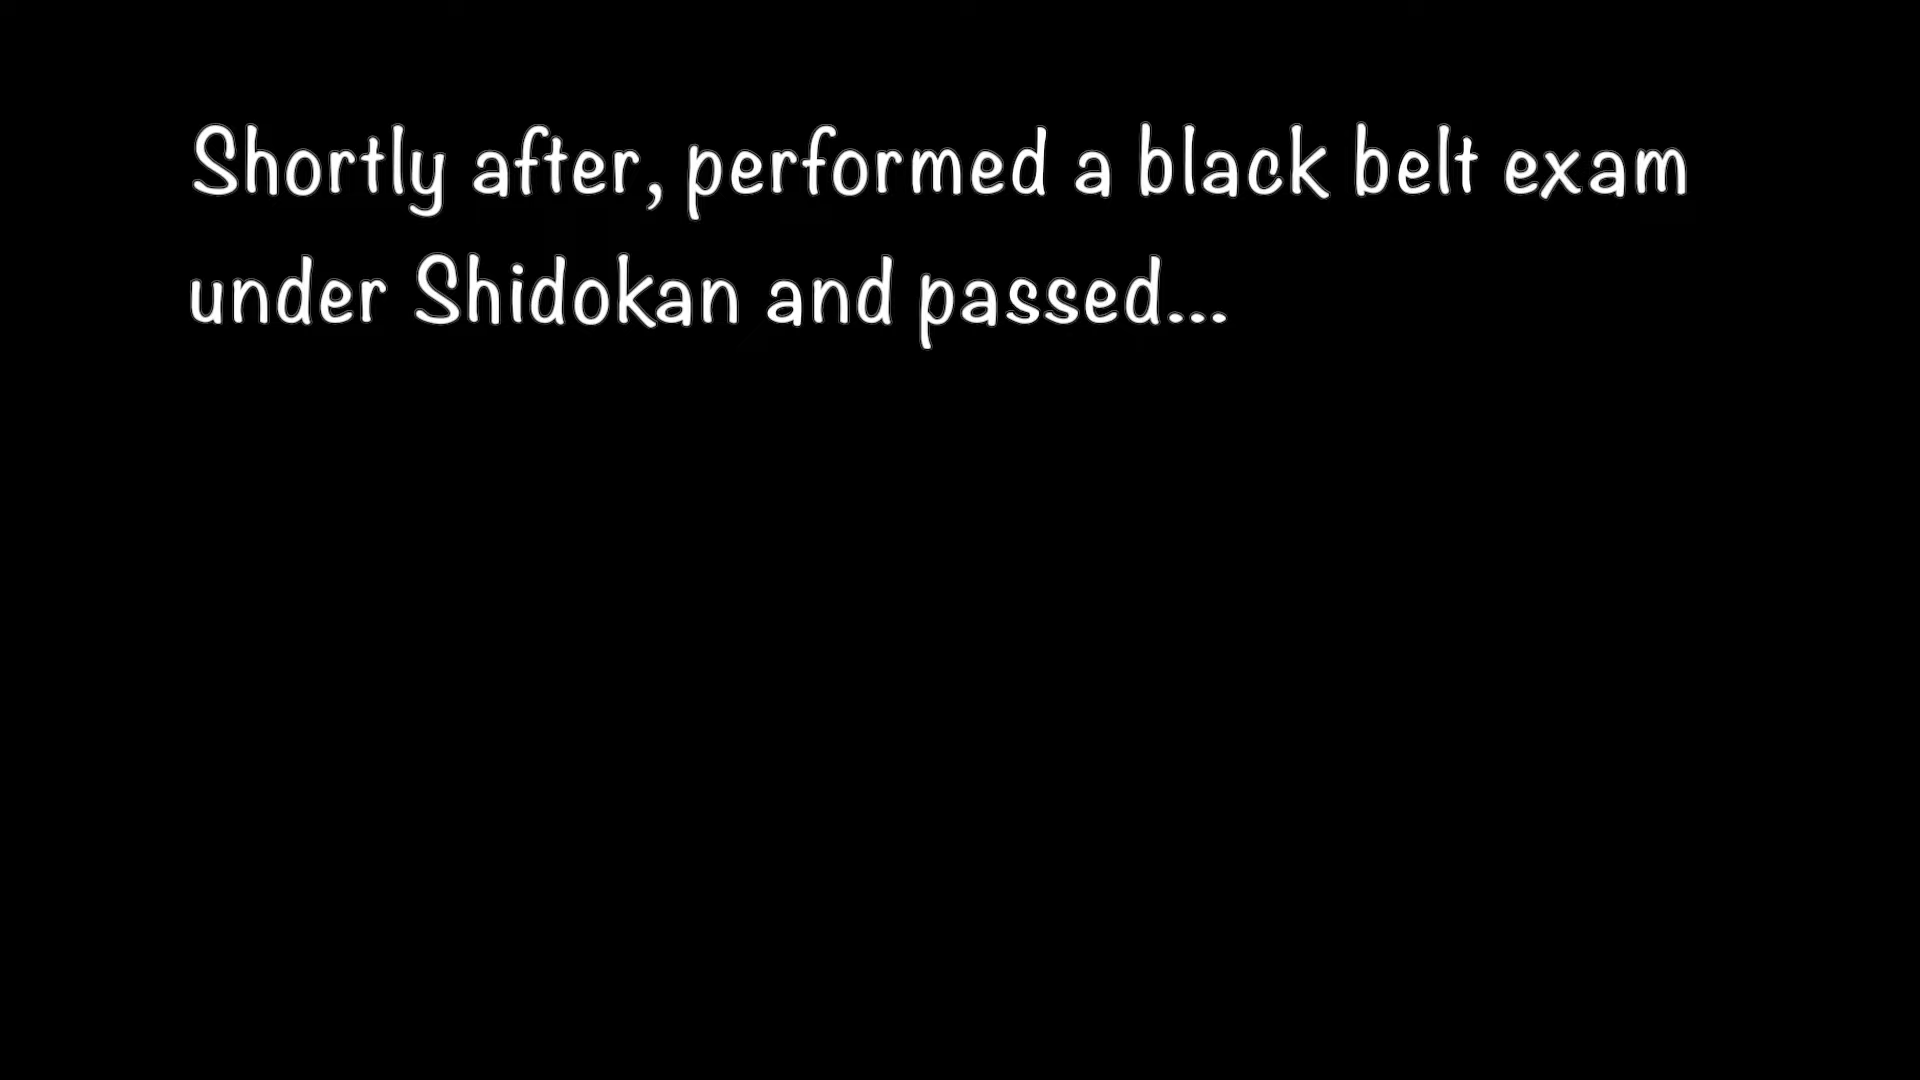 Shortly after, performed a black belt exam
under Shidokan and passed...